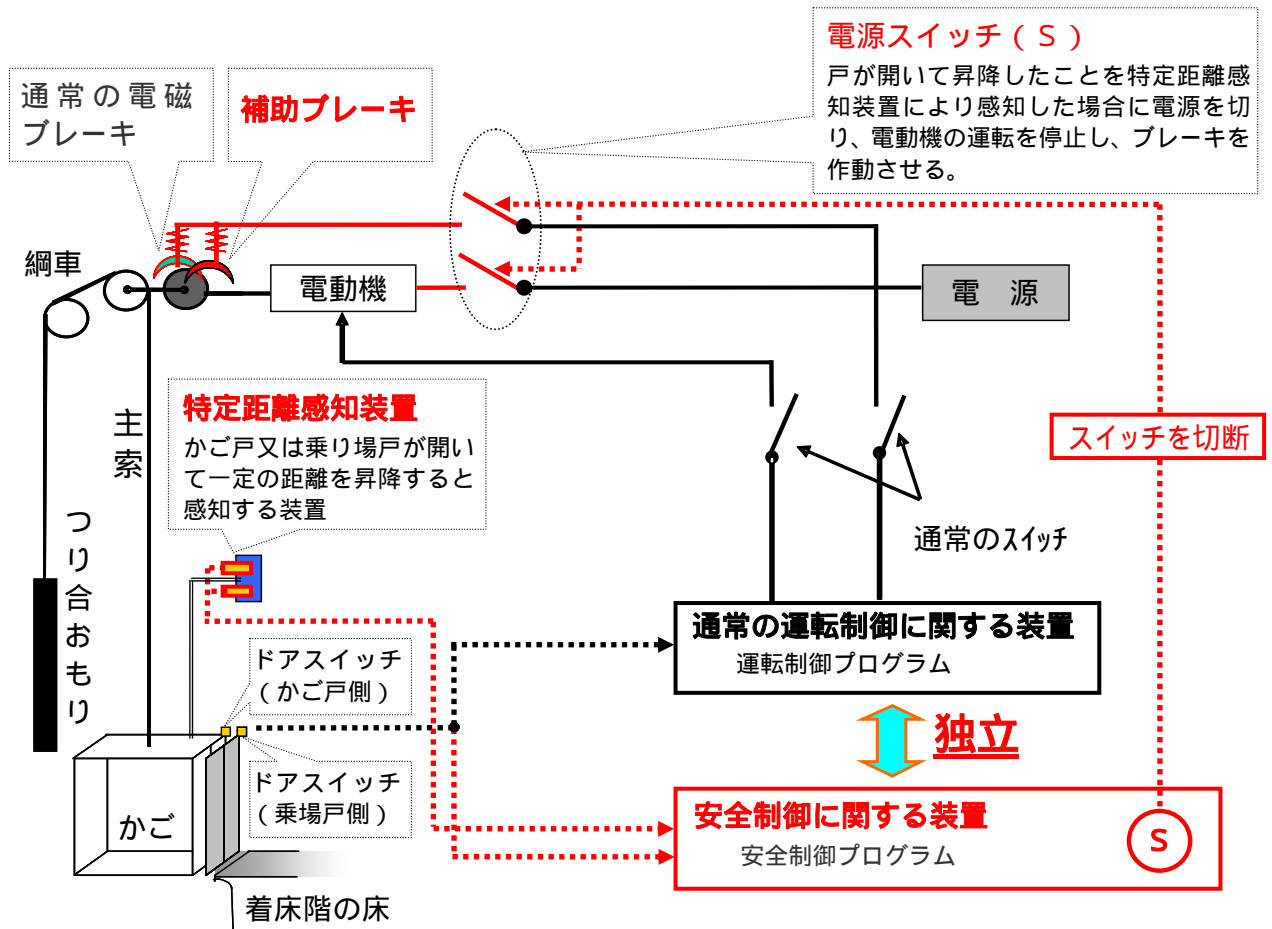 電源スイッチ(S)
戸が開いて昇降したことを特定距離感
知装置により感知した場合に電源を切
り、電動機の運転を停止し、ブレーキを
作動させる。
通常の電磁
ブレーキ
補助ブレーキ
綱車
電動機
電 源
主索
特定距離感知装置
かご戸又は乗り場戸が開い
て一定の距離を昇降すると
感知する装置
スイッチを切断
つり合おもり
通常のスイッチ
通常の運転制御に関する装置
運転制御プログラム
ドアスイッチ
(かご戸側)
独立
ドアスイッチ
(乗場戸側)
かご
安全制御に関する装置
安全制御プログラム
S
着床階の床